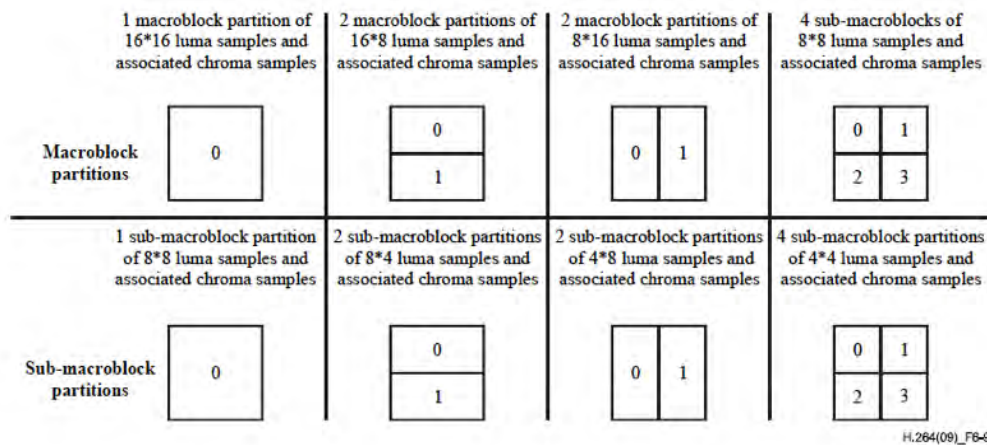 1 macroblock partition of
16*16 luma samples and
associated chroma samples
2 macroblock partitions of
16*8 luma samples and
associated chroma samples
2 macroblock partitions of
8*16 luma samples and
associated chroma samples
4 sub-macroblocks of
8*8 luma samples and
associated chroma samples
Macroblock
partitions
0
0
1
0 1
0 1
2 3
1 sub-macroblock partition
of 8*8 luma samples and
associated chroma samples
2 sub-macroblock partitions
of 8*4 luma samples and
associated chroma samples
2 sub-macroblock partitions
of 4*8 luma samples and
associated chroma samples
4 sub-macroblock partitions
of 4*4 luma samples and
associated chroma samples
Sub-macroblock
partitions
0
0
1
0 1
0 1
2 3
H.264(09)_F6-9